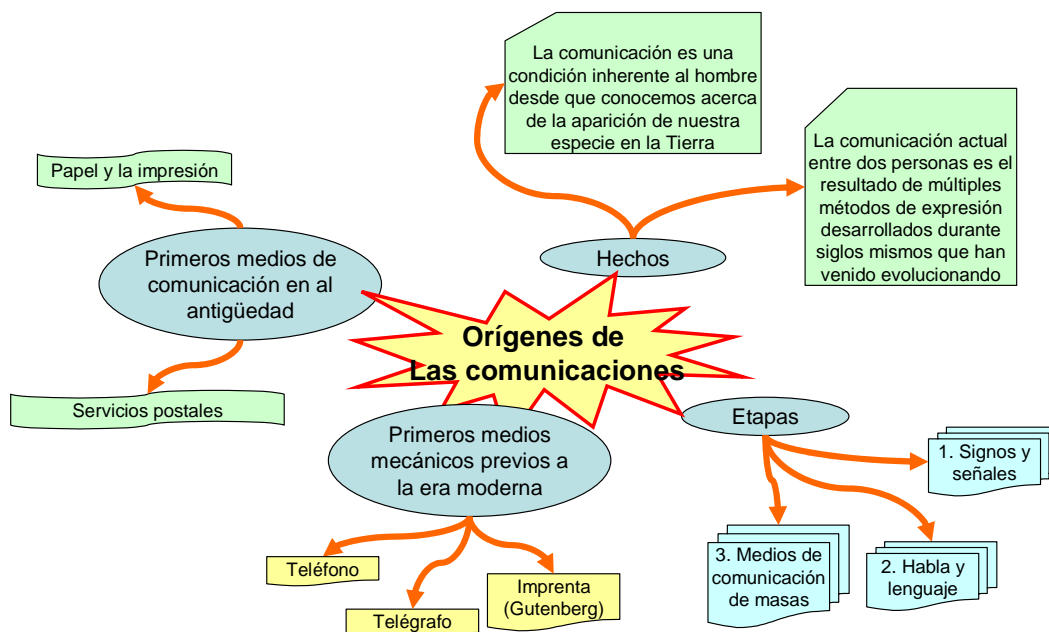 La comunicación es una
condición inherente al hombre
desde que conocemos acerca
de la aparición de nuestra
especie en la Tierra
La comunicación actual
entre dos personas es el
resultado de múltiples
métodos de expresión
desarrollados durante
siglos mismos que han
venido evolucionando
Papel y la impresión
Primeros medios de
comunicación en al
antigüedad
Hechos
Orígenes de
Las comunicaciones
Servicios postales
Etapas
Primeros medios
mecánicos previos a
la era moderna
1. Signos y
señales
Teléfono
Telégrafo
Imprenta
(Gutenberg)
3. Medios de
comunicación
de masas
2. Habla y
lenguaje